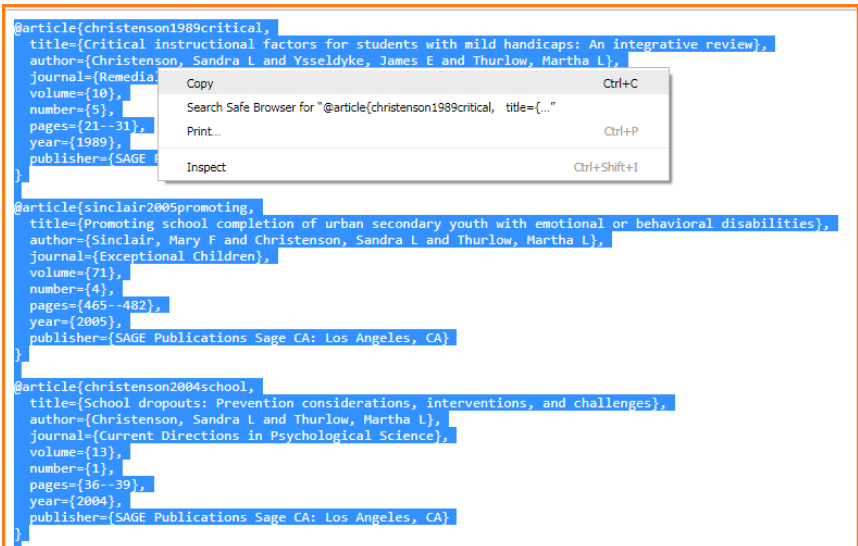 @article{christenson1989critical,
title={Critical instructional factors for students with mild handicaps: An integrative review},
author={Christenson, Sandra L and Ysseldyke, James E and Thurlow, Martha L},
journal={Remedial
volume={10},
number={5},
pages={21--31},
year={1989},
publisher={SAGE
}
Copy Ctrl+C
Search Safe Browser for “@article{christenson1989critical, title={...”
Print... Ctrl+P
Inspect Ctrl+Shift+I
@article{sinclair2005promoting,
title={Promoting school completion of urban secondary youth with emotional or behavioral disabilities},
author={Sinclair, Mary F and Christenson, Sandra L and Thurlow, Martha L},
journal={Exceptional Children},
volume={71},
number={4},
pages={465--482},
year={2005},
publisher={SAGE Publications Sage CA: Los Angeles, CA}
}
@article{christenson2004school,
title={School dropouts: Prevention considerations, interventions, and challenges},
author={Christenson, Sandra L and Thurlow, Martha L},
journal={Current Directions in Psychological Science},
volume={13},
number={1},
pages={36--39},
year={2004},
publisher={SAGE Publications Sage CA: Los Angeles, CA}
}